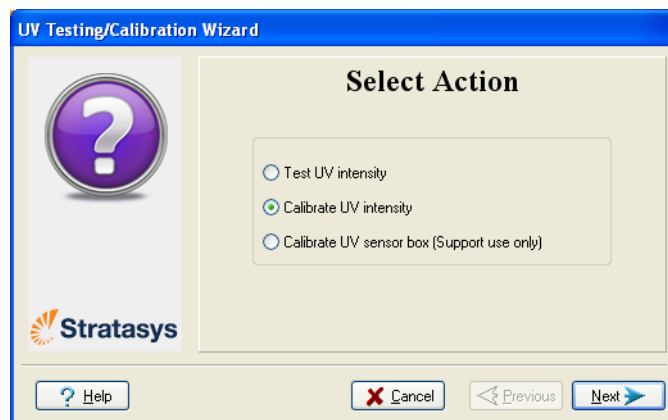 UV Testing/Calibration Wizard
Select Action
Test UV intensity
Calibrate UV intensity
Calibrate UV sensor box (Support use only)
Stratasys
? Help
Cancel
Previous
Next